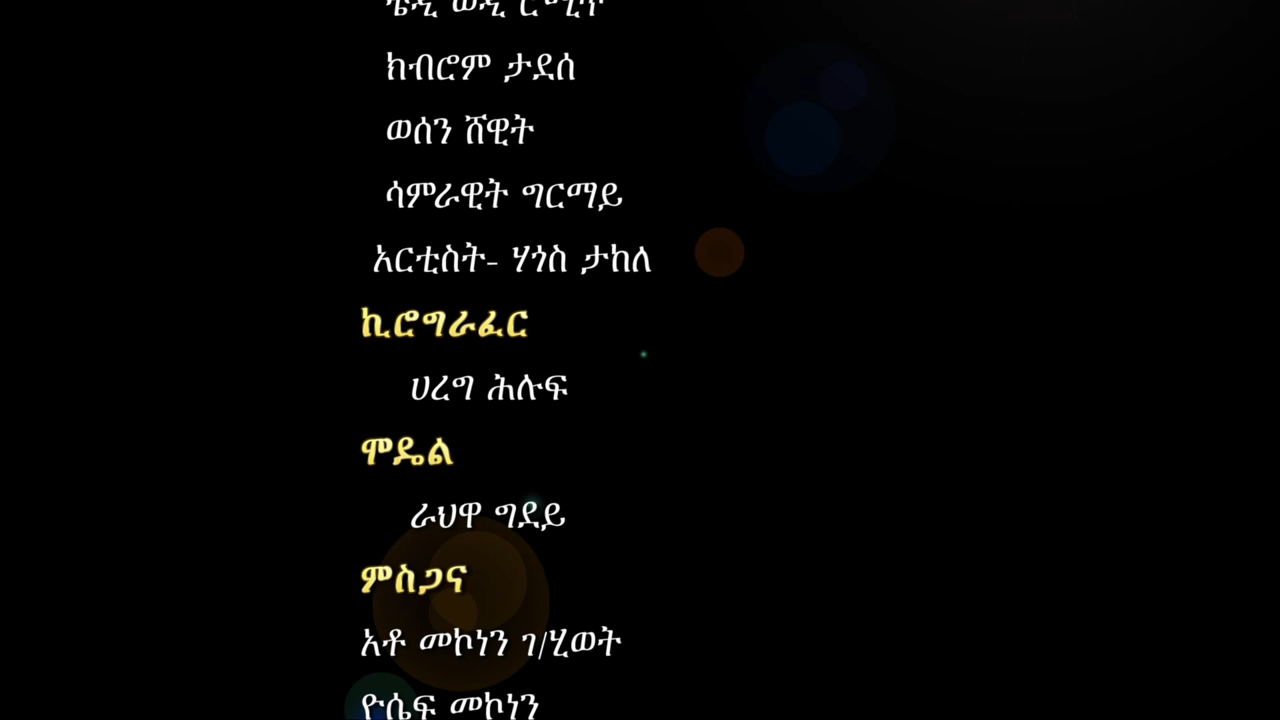 ክብሮም ታደሰ
ወሰን ሸዊት
ሳምራዊት ግርማይ
አርቲስት- ሃጎስ ታከለ
ኪሮግራፈር
ሀረግ ሕሉፍ
ሞዴል
ራህዋ ግደይ
ምስጋና
አቶ መኮነን ገ/ሂወት
ዮሴፍ መኮነን